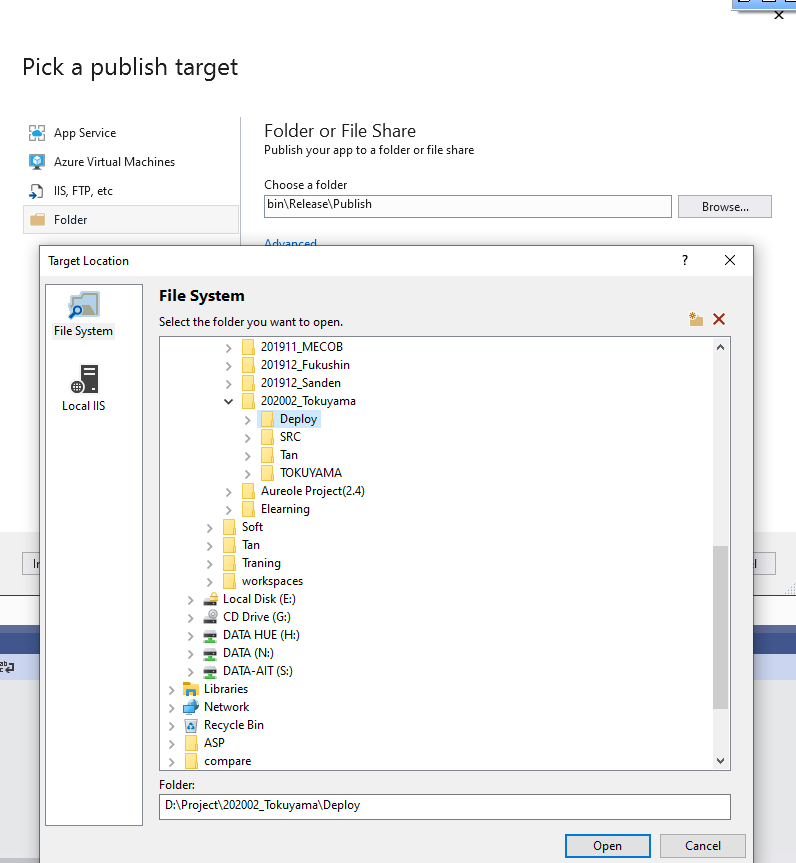 Pick a publish target
App Service
Azure Virtual Machines
IIS, FTP, etc
Folder
Folder or File Share
Publish your app to a folder or file share
Choose a folder
bin\Release\Publish
Browse...
Advanced
Target Location
?
File System
Local IIS
File System
Select the folder you want to open.
201911_MECOB
201912_Fukushin
201912_Sanden
202002_Tokuyama
Deploy
SRC
Tan
TOKUYAMA
Aureole Project(2.4)
Elearning
Soft
Tan
Traning
workspaces
Local Disk (E:)
CD Drive (G:)
DATA HUE (H:)
DATA (N:)
DATA-AIT (S:)
Libraries
Network
Recycle Bin
ASP
compare
Folder:
D:\Project\202002_Tokuyama\Deploy
Open
Cancel